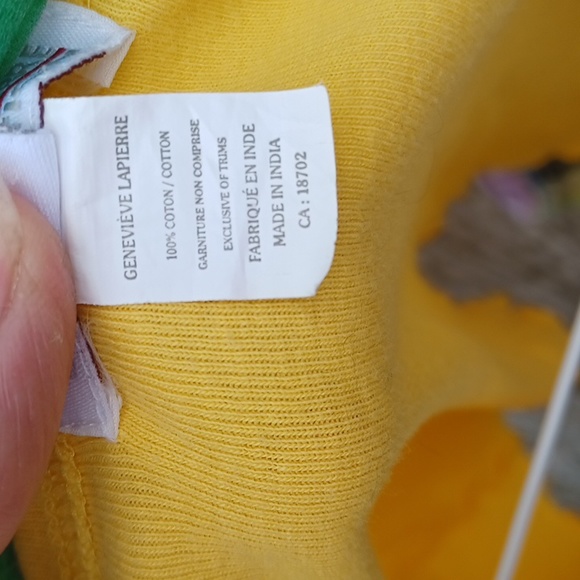 GENEVIÈVE LAPIERRE
100% COTON / COTTON
GARNITURE NON COMPRISE
EXCLUSIVE OF TRIMS
FABRIQUÉ EN INDE
MADE IN INDIA
CA : 18702